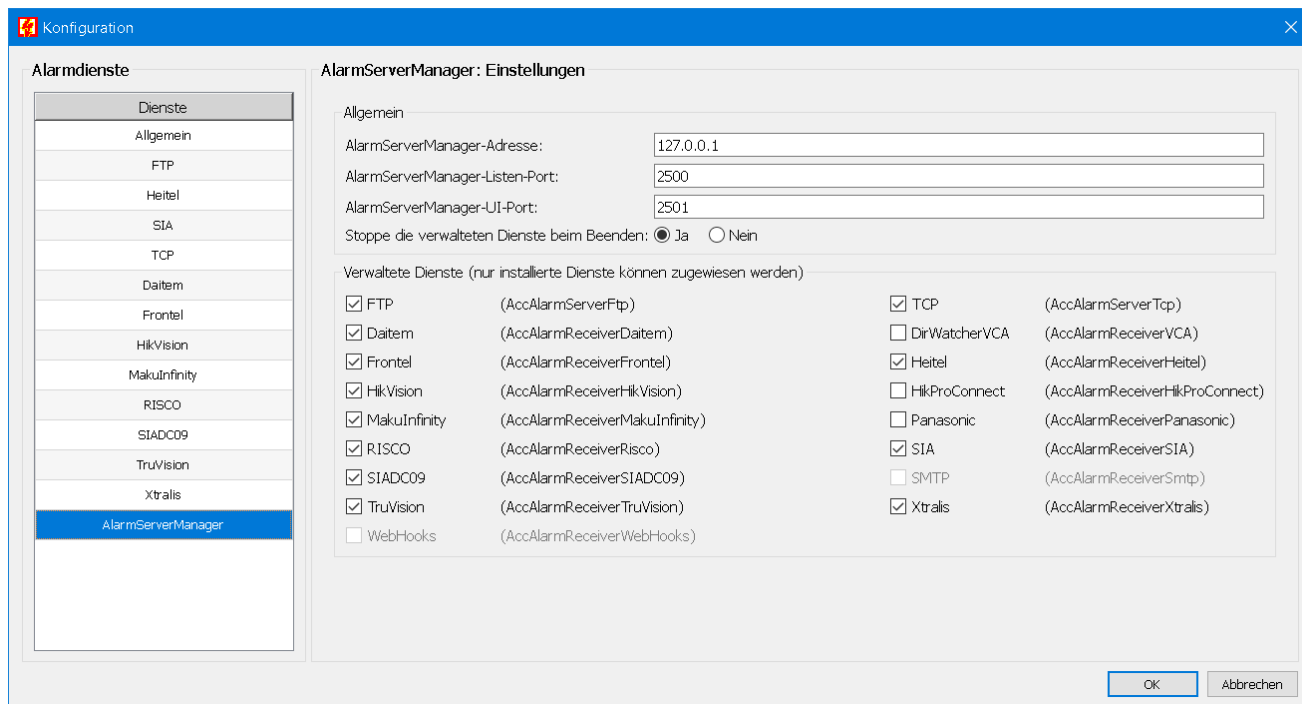 Konfiguration
Alarmdienste
Dienste
Allgemein
FTP
Heitel
SIA
TCP
Daitem
Frontel
HikVision
MakuInfinity
RISCO
SIADC09
TruVision
Xtralis
AlarmServerManager
AlarmServerManager: Einstellungen
Allgemein
AlarmServerManager-Adresse: 127.0.0.1
AlarmServerManager-Listen-Port: 2500
AlarmServerManager-UI-Port: 2501
Stoppe die verwalteten Dienste beim Beenden: Ja Nein
Verwaltete Dienste (nur installierte Dienste können zugewiesen werden)
FTP (AccAlarmServerFtp) TCP (AccAlarmServerTcp)
Daitem (AccAlarmReceiverDaitem) DirWatcherVCA (AccAlarmReceiverVCA)
Frontel (AccAlarmReceiverFrontel) Heitel (AccAlarmReceiverHeitel)
HikVision (AccAlarmReceiverHikVision) HikProConnect (AccAlarmReceiverHikProConnect)
MakuInfinity (AccAlarmReceiverMakuInfinity) Panasonic (AccAlarmReceiverPanasonic)
RISCO (AccAlarmReceiverRisco) SIA (AccAlarmReceiverSIA)
SIADC09 (AccAlarmReceiverSIADC09) SMTP (AccAlarmReceiverSmtp)
TruVision (AccAlarmReceiverTruVision) Xtralis (AccAlarmReceiverXtralis)
WebHooks (AccAlarmReceiverWebHooks)
OK Abbrechen